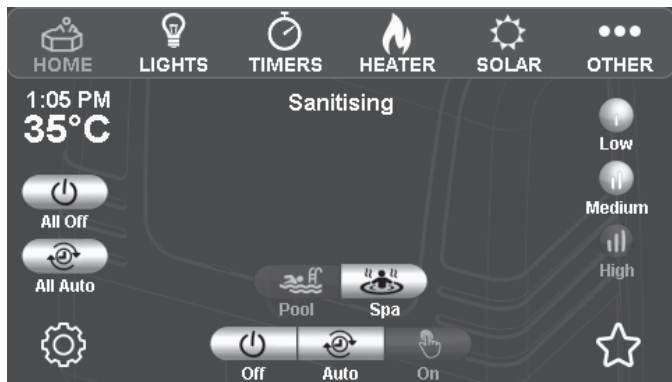 HOME LIGHTS TIMERS HEATER SOLAR OTHER
1:05 PM
35°C
Sanitising
Low
Medium
High
All Off
All Auto
Pool Spa
Off Auto On